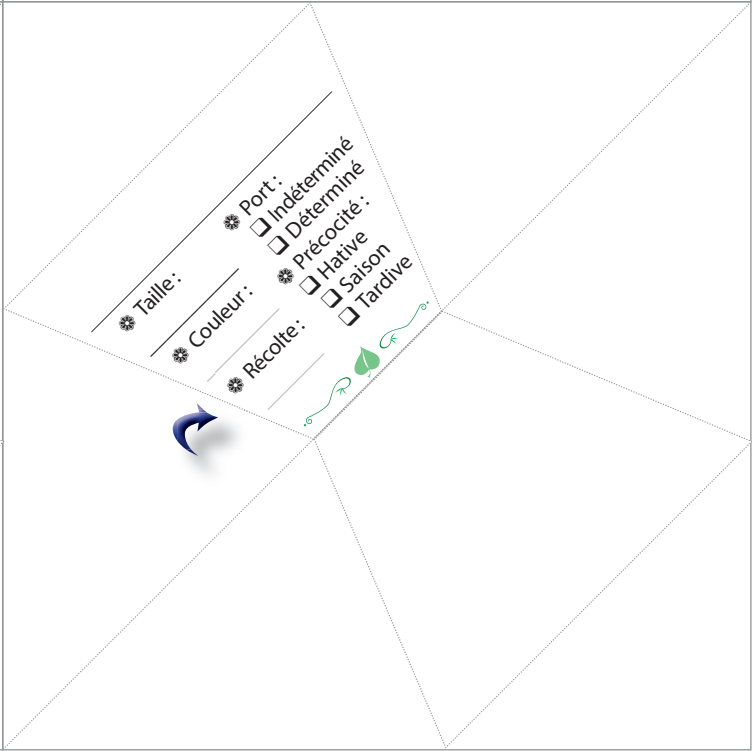 Taille :
Couleur :
Récolte :
Port :
Indéterminé
Déterminé
Précocité :
Hative
Saison
Tardive